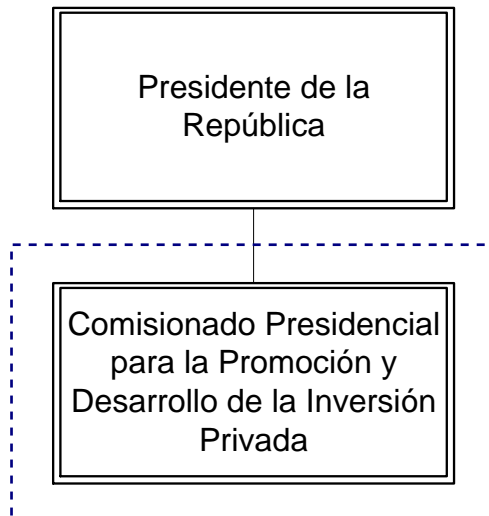 Presidente de la
República
Comisionado Presidencial
para la Promoción y
Desarrollo de la Inversión
Privada